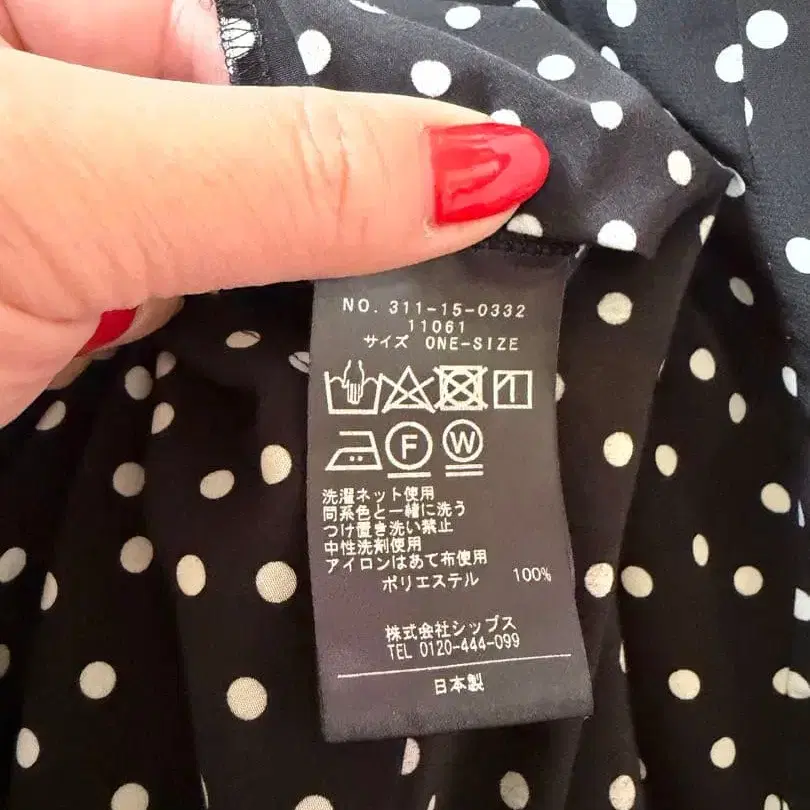 NO. 311-15-0332
11061
サイズ ONE-SIZE
F W
洗濯ネット使用
同系色と一緒に洗う
つけ置き洗い禁止
中性洗剤使用
アイロンはあて布使用
ポリエステル 100%
株式会社シップス
TEL 0120-444-099
日本製